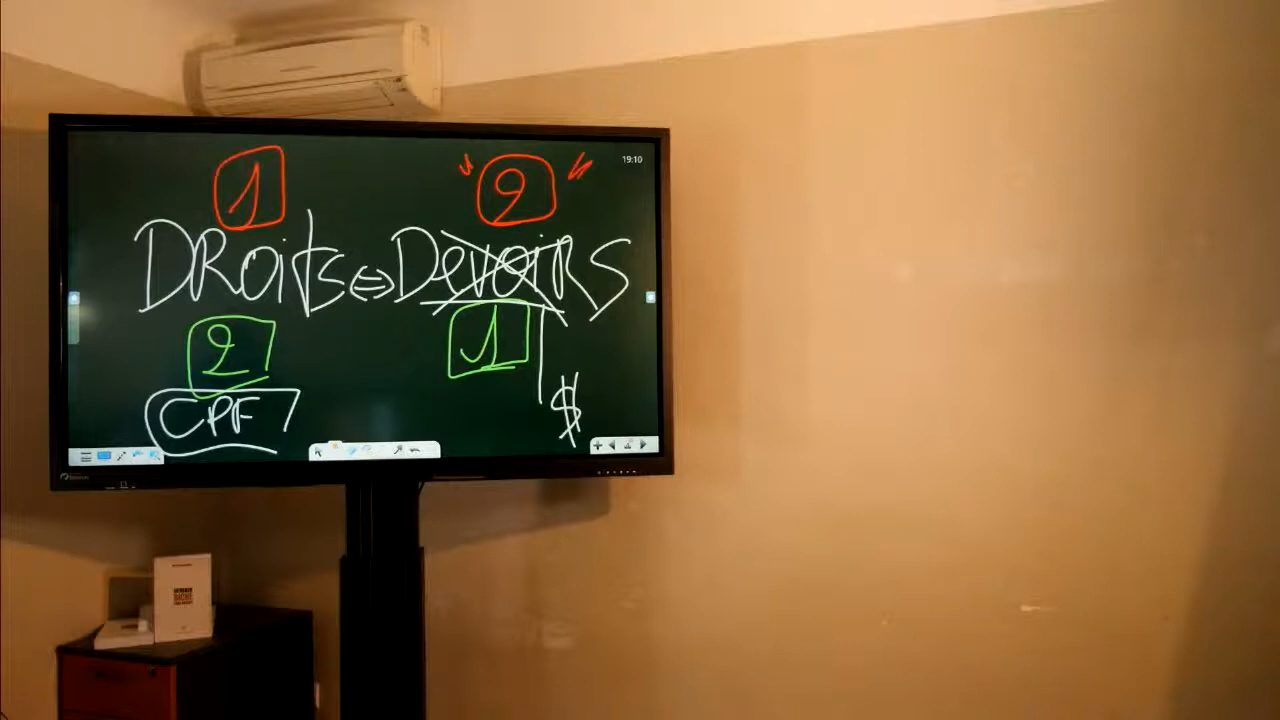 19:10
1 " 2 "
DRoits ⇔ DevoiRS
2 1
CPF $